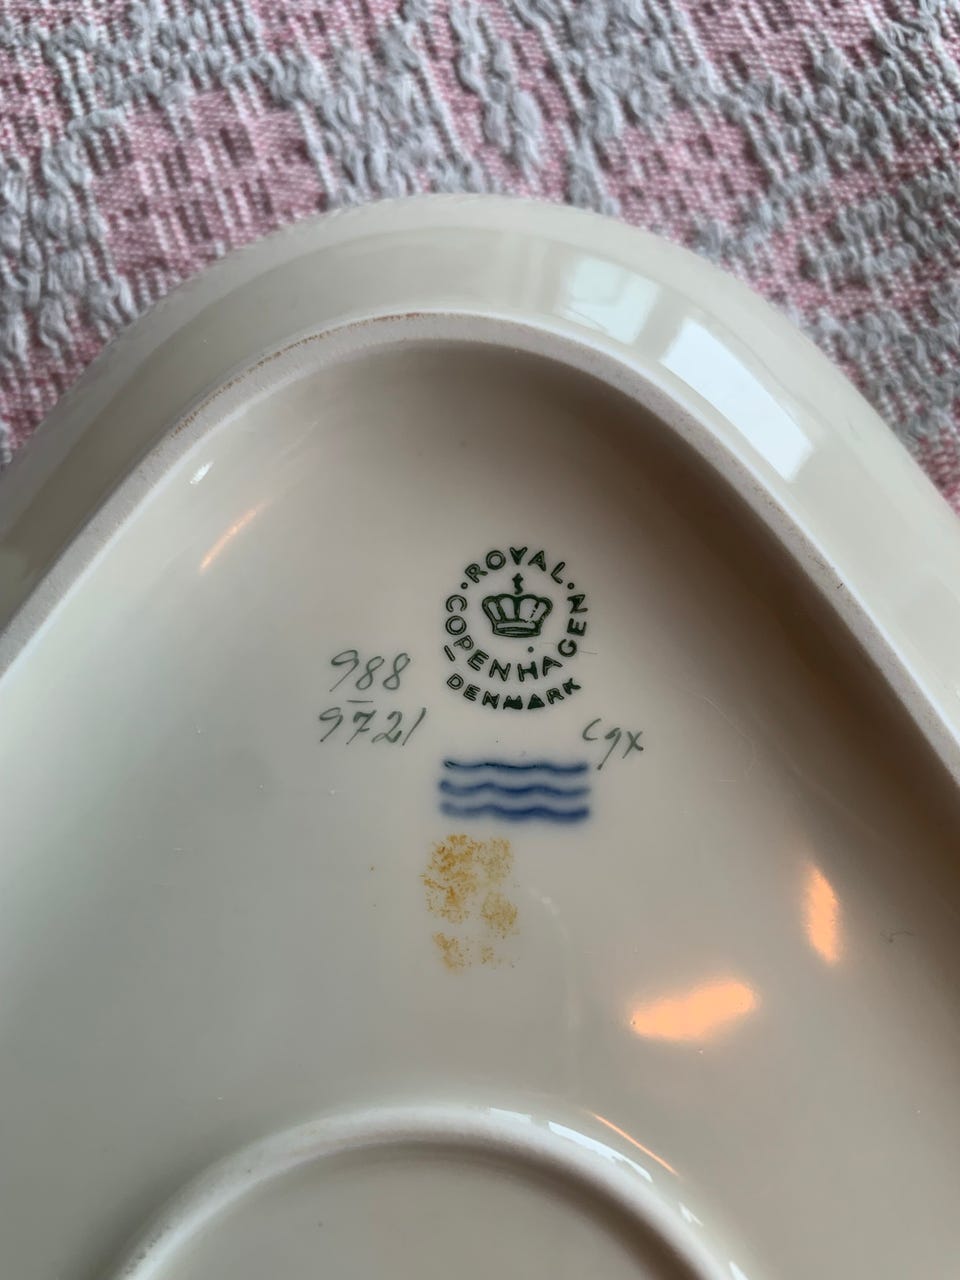 ROYAL
COPENHAGEN
DENMARK
988
9721
cgx